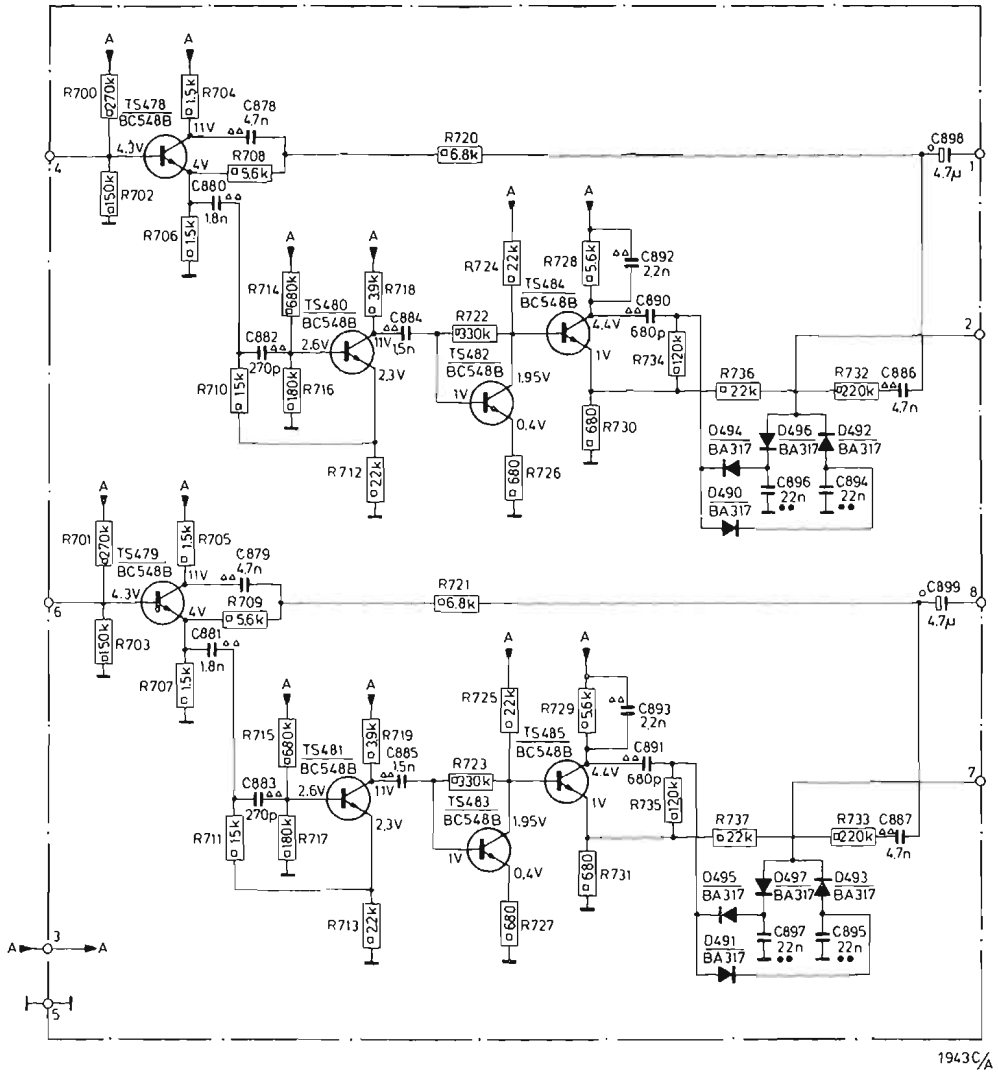 A A
R700 270k TS478 BC548B 1.5k R704
C878 4,7n
11V
4.3V 4V
R708 5.6k
R720 6.8k
C898 4.7µ
4 1
150k R702
C880 1.8n
R706 1.5k
A A A A
R714 680k
TS480 BC548B
3.9k R718
R724 22k
R728 5.6k
C892 2,2n
TS484 BC548B
C882 270p
2.6V 11V
C884 1,5n
R722 330k
4.4V
C890 680p
2
TS482 BC548B
1V
R734 120k
R710 15k
180k R716
2,3V
1.95V
1V
0.4V
R736 22k
R732 220k
C886 4.7n
680 R730
R712 22k
680 R726
D494 BA317
D496 BA317
D492 BA317
C896 22n
C894 22n
D490 BA317
A A
R701 270k
TS479 BC548B
1.5k R705
C879 4.7n
11V
4.3V 4V
R709 5.6k
R721 6.8k
C899 4.7µ
6 8
150k R703
C881 1.8n
R707 1.5k
A A A A
R715 680k
TS481 BC548B
3.9k R719
R725 22k
R729 5.6k
C893 2,2n
TS485 BC548B
C883 270p
2.6V 11V
C885 1.5n
R723 330k
4.4V
C891 680p
7
TS483 BC548B
1V
R735 120k
R711 15k
180k R717
2,3V
1.95V
1V
0,4V
R737 22k
R733 220k
C887 4.7n
680 R731
R713 22k
680 R727
D495 BA317
D497 BA317
D493 BA317
C897 22n
C895 22n
D491 BA317
A 3 A
5
1943C/A